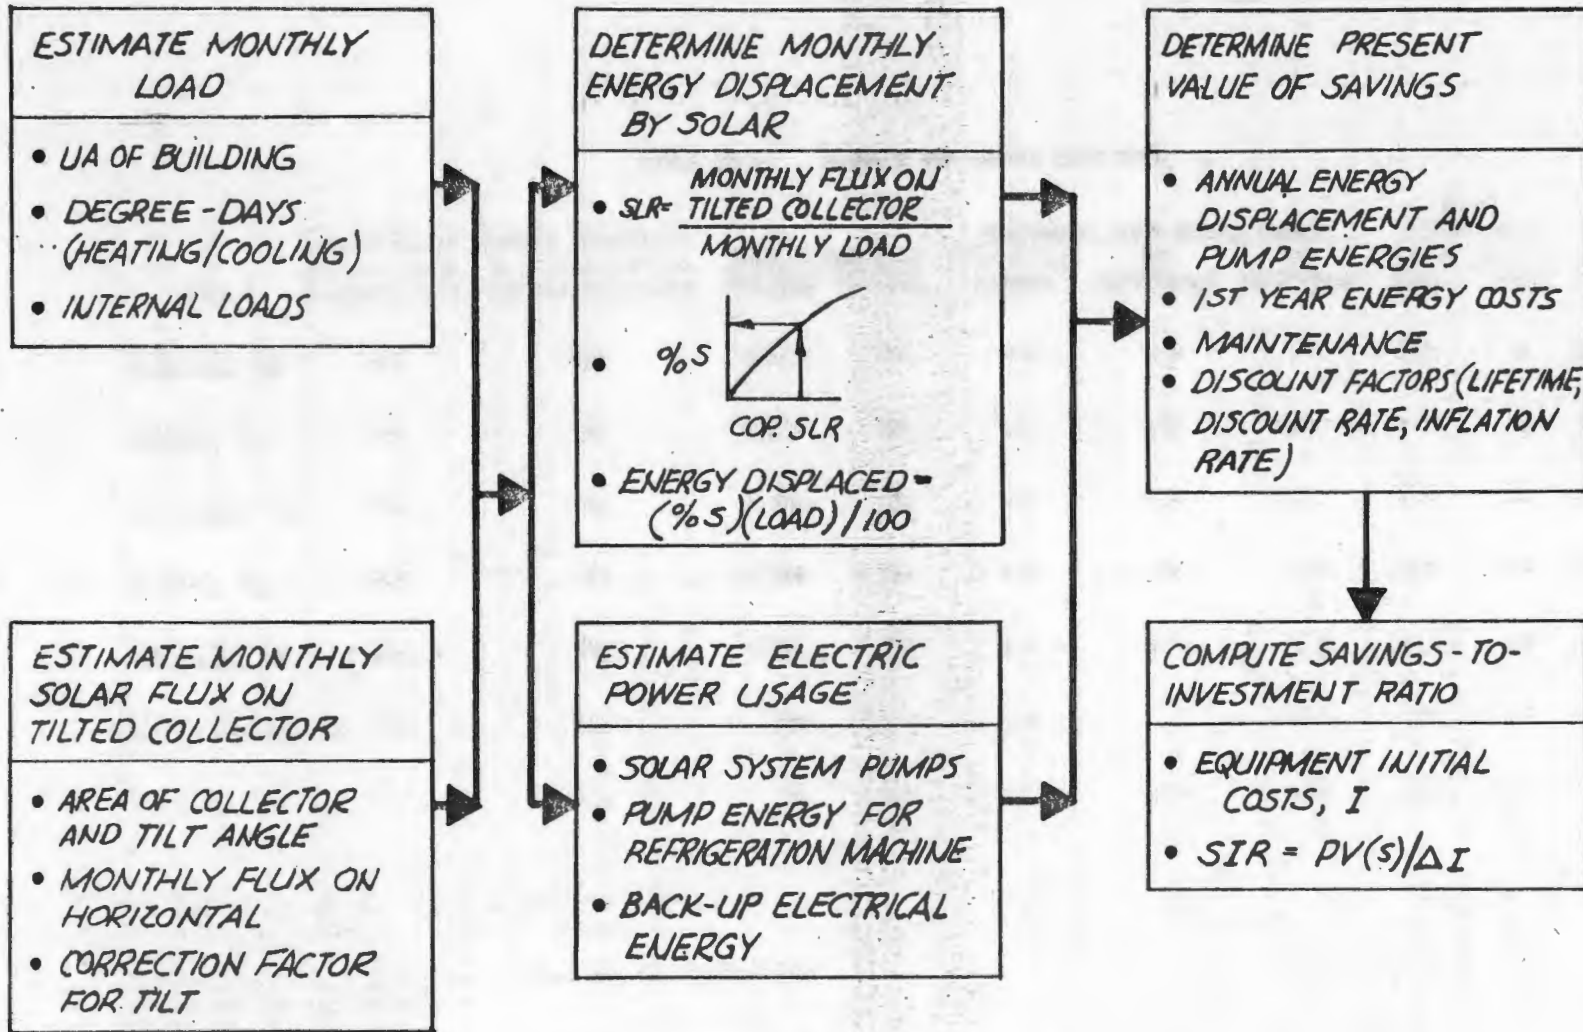 ESTIMATE MONTHLY
LOAD
• UA OF BUILDING
• DEGREE-DAYS
(HEATING/COOLING)
• INTERNAL LOADS
ESTIMATE MONTHLY
SOLAR FLUX ON
TILTED COLLECTOR
• AREA OF COLLECTOR
AND TILT ANGLE
• MONTHLY FLUX ON
HORIZONTAL
• CORRECTION FACTOR
FOR TILT
DETERMINE MONTHLY
ENERGY DISPLACEMENT
BY SOLAR
MONTHLY FLUX ON
• SLR= TILTED COLLECTOR
MONTHLY LOAD
• %S
COP. SLR
• ENERGY DISPLACED=
(%S)(LOAD)/100
ESTIMATE ELECTRIC
POWER USAGE
• SOLAR SYSTEM PUMPS
• PUMP ENERGY FOR
REFRIGERATION MACHINE
• BACK-UP ELECTRICAL
ENERGY
DETERMINE PRESENT
VALUE OF SAVINGS
• ANNUAL ENERGY
DISPLACEMENT AND
PUMP ENERGIES
• 1ST YEAR ENERGY COSTS
• MAINTENANCE
• DISCOUNT FACTORS (LIFETIME,
DISCOUNT RATE, INFLATION
RATE)
COMPUTE SAVINGS-TO-
INVESTMENT RATIO
• EQUIPMENT INITIAL
COSTS, I
• SIR = PV(S)/ΔI